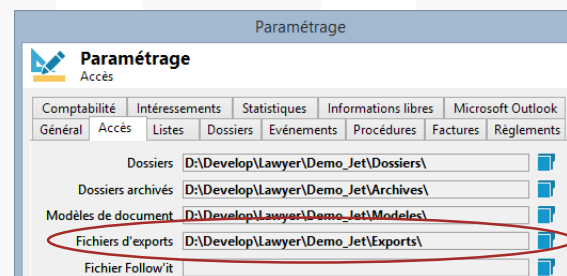 Paramétrage
Paramétrage
Accès
Comptabilité Intéressements Statistiques Informations libres Microsoft Outlook
Général Accès Listes Dossiers Evénements Procédures Factures Règlements
Dossiers D:\Develop\Lawyer\Demo_Jet\Dossiers\
Dossiers archivés D:\Develop\Lawyer\Demo_Jet\Archives\
Modèles de document D:\Develop\Lawyer\Demo_Jet\Modeles\
Fichiers d'exports D:\Develop\Lawyer\Demo_Jet\Exports\
Fichier Follow'it